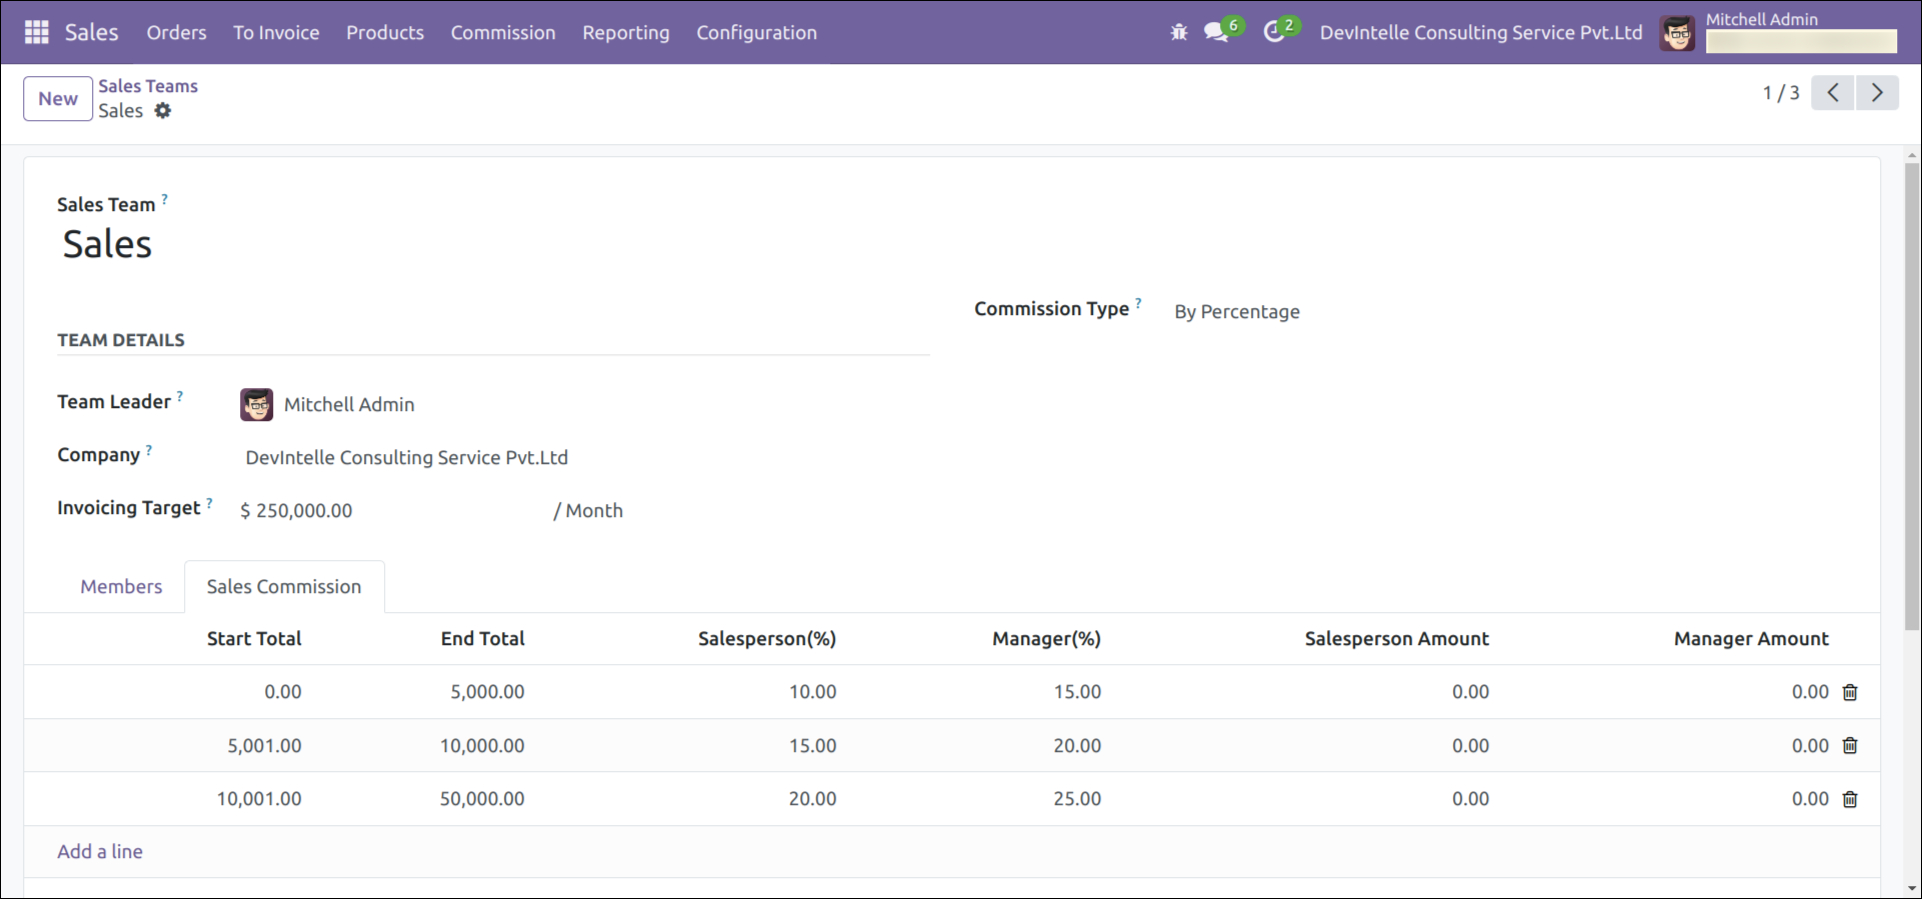 Sales Orders To Invoice Products Commission Reporting Configuration 6 2 DevIntelle Consulting Service Pvt.Ltd Mitchell Admin
New Sales Teams
Sales
1 / 3
Sales Team ?
Sales
Commission Type ? By Percentage
TEAM DETAILS
Team Leader ? Mitchell Admin
Company ? DevIntelle Consulting Service Pvt.Ltd
Invoicing Target ? $ 250,000.00 / Month
Members Sales Commission
Start Total End Total Salesperson(%) Manager(%) Salesperson Amount Manager Amount
0.00 5,000.00 10.00 15.00 0.00 0.00
5,001.00 10,000.00 15.00 20.00 0.00 0.00
10,001.00 50,000.00 20.00 25.00 0.00 0.00
Add a line